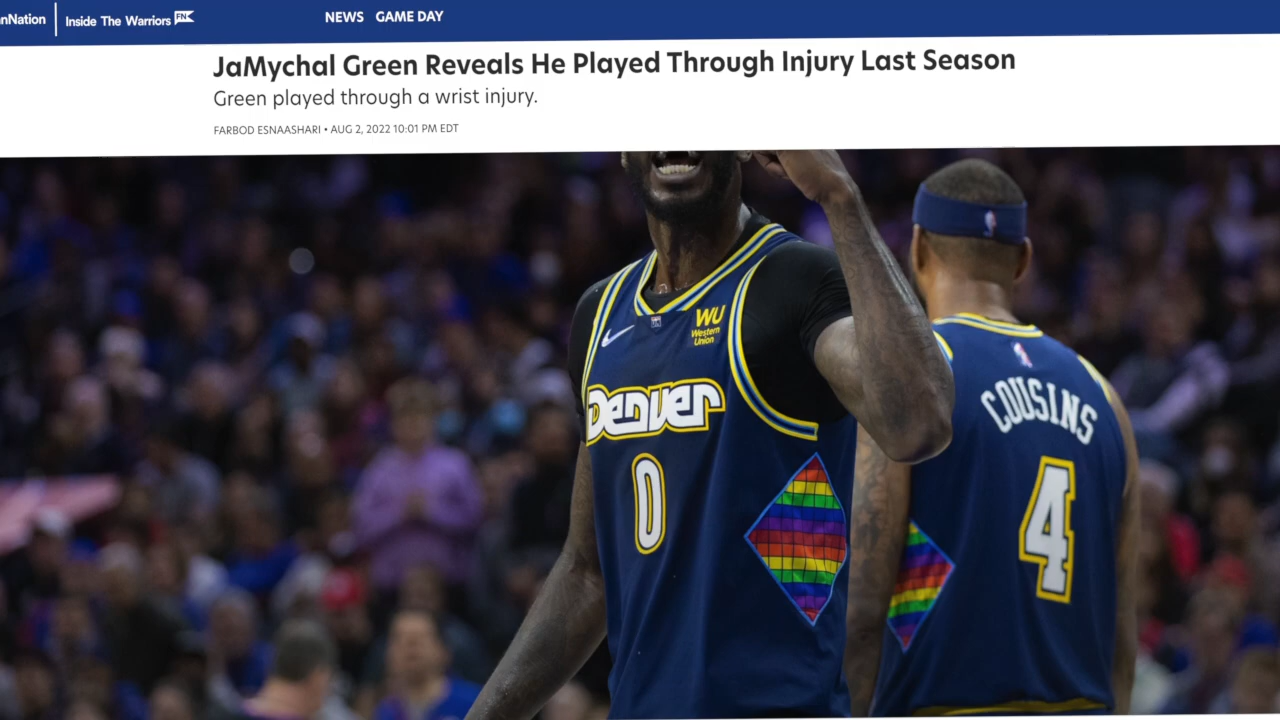 nNation
Inside The Warriors FN
NEWS GAME DAY
JaMychal Green Reveals He Played Through Injury Last Season
Green played through a wrist injury.
FARBOD ESNAASHARI • AUG 2, 2022 10:01 PM EDT
WU
Western
Union
DENVER
0
COUSINS
4